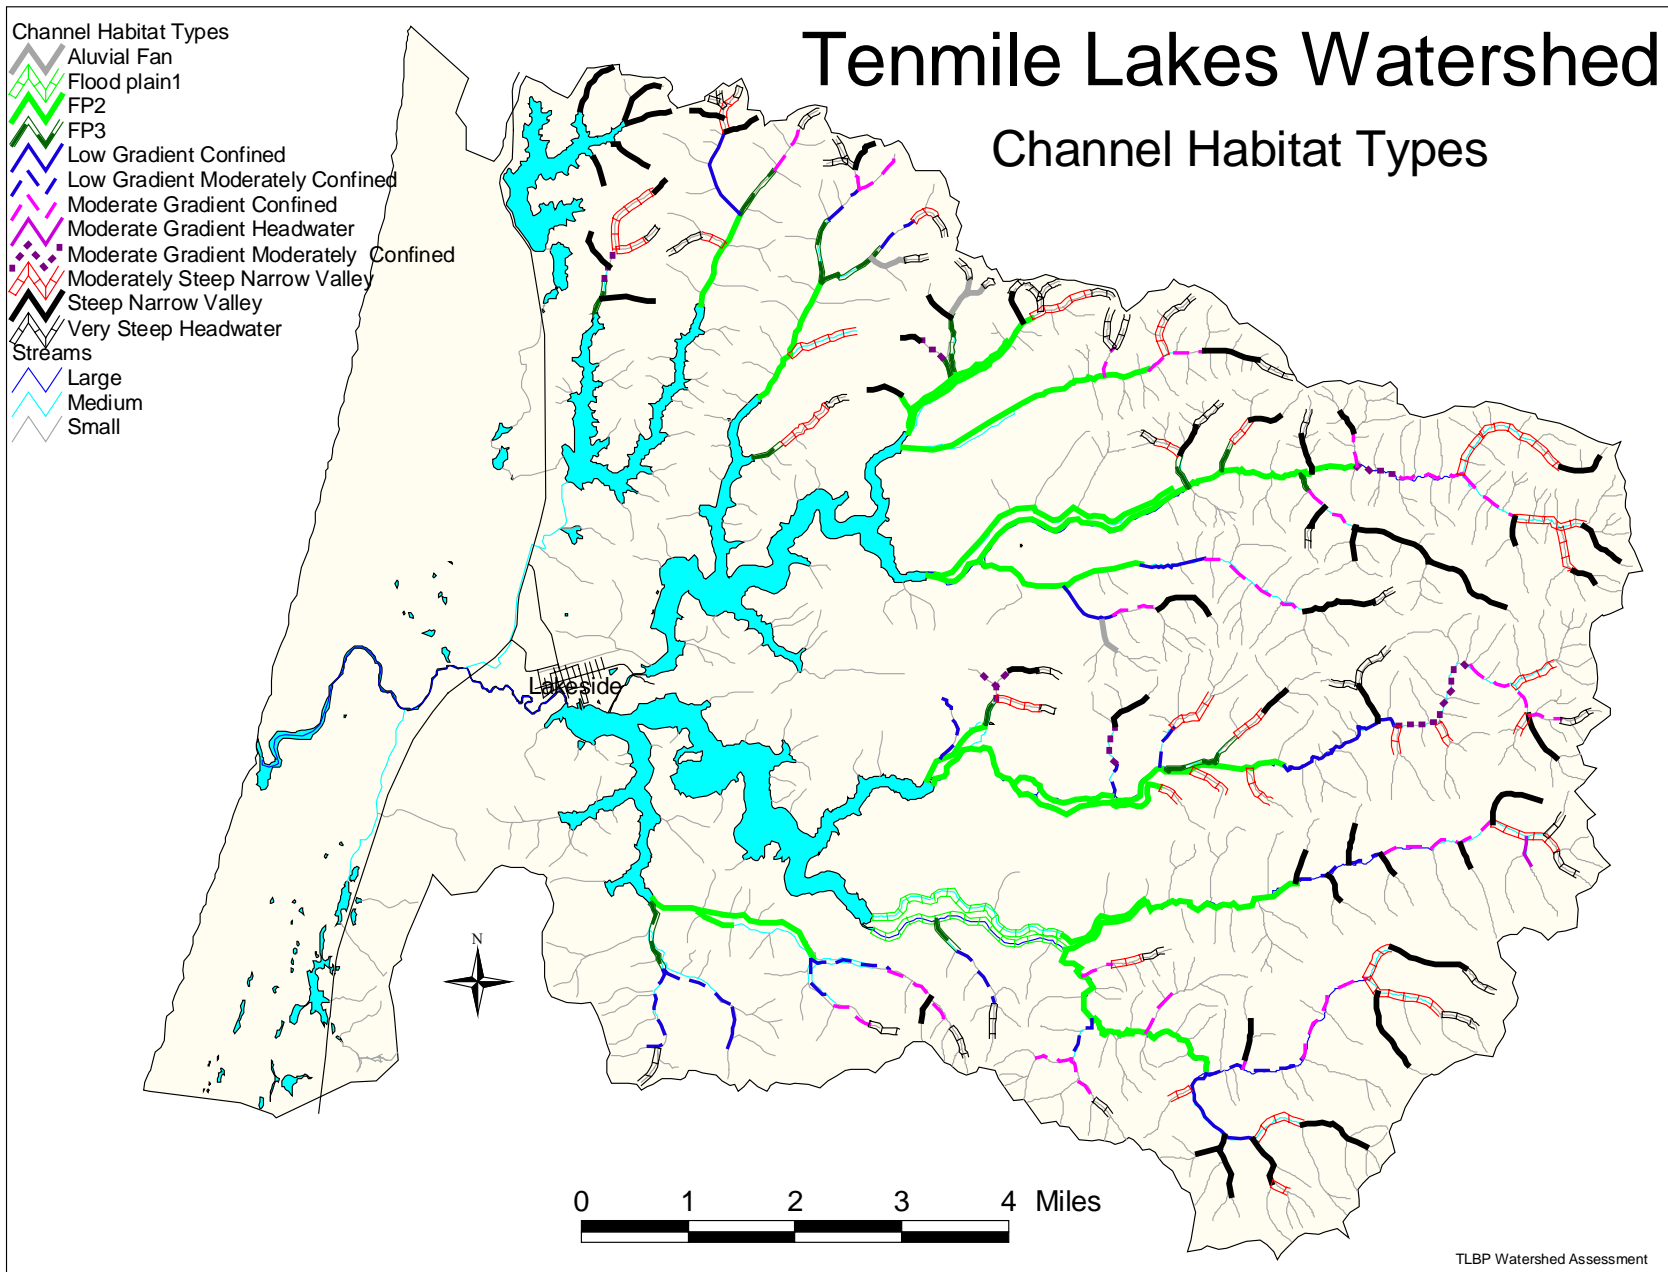 Tenmile Lakes Watershed
Channel Habitat Types
Channel Habitat Types
Aluvial Fan
Flood plain1
FP2
FP3
Low Gradient Confined
Low Gradient Moderately Confined
Moderate Gradient Confined
Moderate Gradient Headwater
Moderate Gradient Moderately Confined
Moderately Steep Narrow Valley
Steep Narrow Valley
Very Steep Headwater
Streams
Large
Medium
Small
Lakeside
N
0 1 2 3 4 Miles
TLBP Watershed Assessment